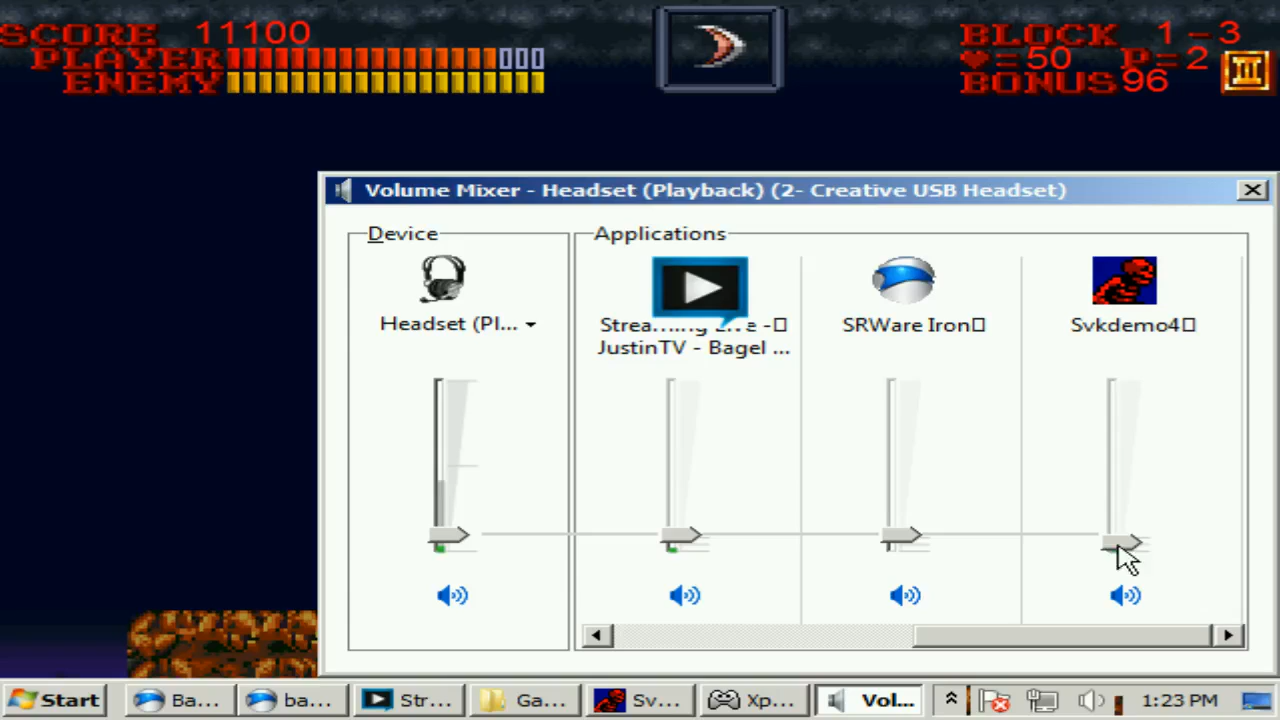 SCORE 11100
PLAYER
ENEMY
BLOCK 1-3
♥=50 P=2
BONUS 96
III
Volume Mixer - Headset (Playback) (2- Creative USB Headset)
Device
Applications
Headset (Pl...
JustinTV - Bagel ...
SRWare Iron
Svkdemo4
Start
Ba...
ba...
Str...
Ga...
Sv...
Xp...
Vol...
1:23 PM